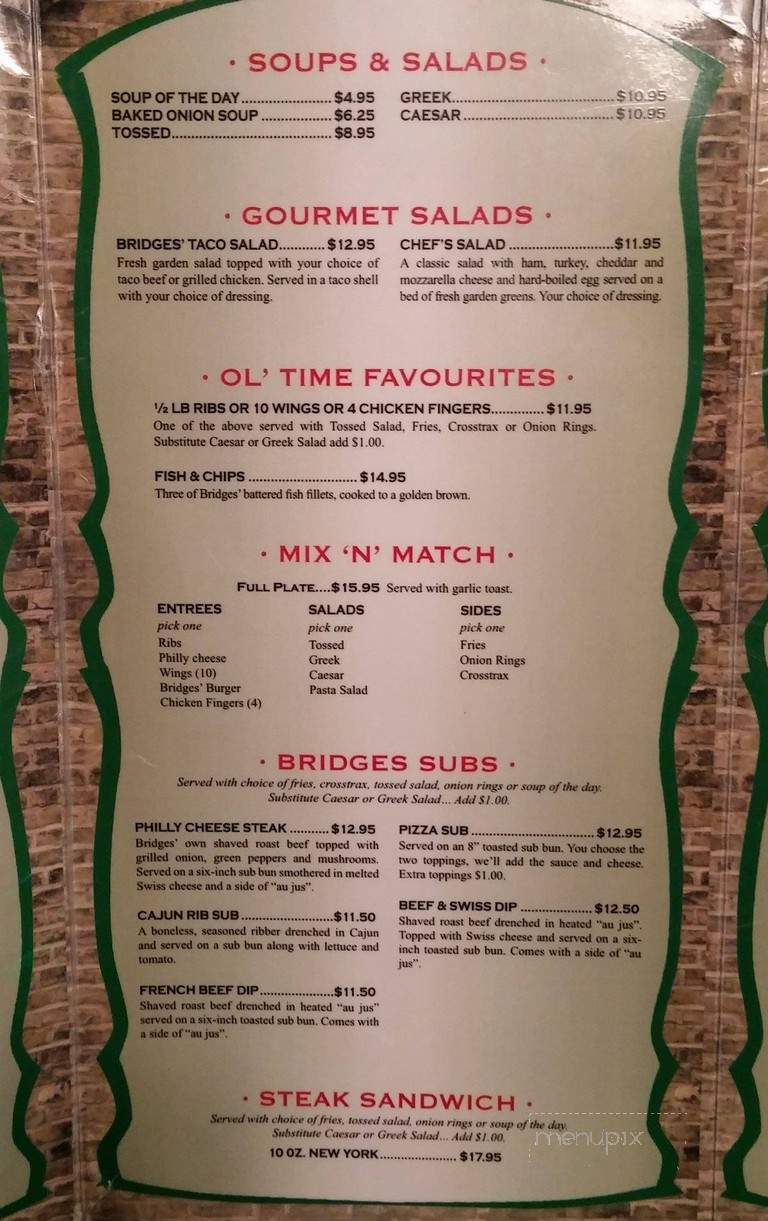 · SOUPS & SALADS ·
SOUP OF THE DAY.......................$4.95
BAKED ONION SOUP..................$6.25
TOSSED.........................................$8.95
GREEK..........................................$10.95
CAESAR.......................................$10.95
· GOURMET SALADS ·
BRIDGES' TACO SALAD...........$12.95
Fresh garden salad topped with your choice of
taco beef or grilled chicken. Served in a taco shell
with your choice of dressing.
CHEF'S SALAD ..........................$11.95
A classic salad with ham, turkey, cheddar and
mozzarella cheese and hard-boiled egg served on a
bed of fresh garden greens. Your choice of dressing.
· OL' TIME FAVOURITES ·
½ LB RIBS OR 10 WINGS OR 4 CHICKEN FINGERS.............$11.95
One of the above served with Tossed Salad, Fries, Crosstrax or Onion Rings.
Substitute Caesar or Greek Salad add $1.00.
FISH & CHIPS ............................$14.95
Three of Bridges' battered fish fillets, cooked to a golden brown.
· MIX 'N' MATCH ·
FULL PLATE....$15.95 Served with garlic toast.
ENTREES
pick one
Ribs
Philly cheese
Wings (10)
Bridges' Burger
Chicken Fingers (4)
SALADS
pick one
Tossed
Greek
Caesar
Pasta Salad
SIDES
pick one
Fries
Onion Rings
Crosstrax
· BRIDGES SUBS ·
Served with choice of fries, crosstrax, tossed salad, onion rings or soup of the day.
Substitute Caesar or Greek Salad... Add $1.00.
PHILLY CHEESE STEAK ..........$12.95
Bridges' own shaved roast beef topped with
grilled onion, green peppers and mushrooms.
Served on a six-inch sub bun smothered in melted
Swiss cheese and a side of "au jus".
CAJUN RIB SUB.......................$11.50
A boneless, seasoned ribber drenched in Cajun
and served on a sub bun along with lettuce and
tomato.
FRENCH BEEF DIP...................$11.50
Shaved roast beef drenched in heated "au jus"
served on a six-inch toasted sub bun. Comes with
a side of "au jus".
PIZZA SUB ................................$12.95
Served on an 8" toasted sub bun. You choose the
two toppings, we'll add the sauce and cheese.
Extra toppings $1.00.
BEEF & SWISS DIP ..................$12.50
Shaved roast beef drenched in heated "au jus".
Topped with Swiss cheese and served on a six-
inch toasted sub bun. Comes with a side of "au
jus".
· STEAK SANDWICH ·
Served with choice of fries, tossed salad, onion rings or soup of the day.
Substitute Caesar or Greek Salad... Add $1.00.
10 OZ. NEW YORK....................$17.95
menupix